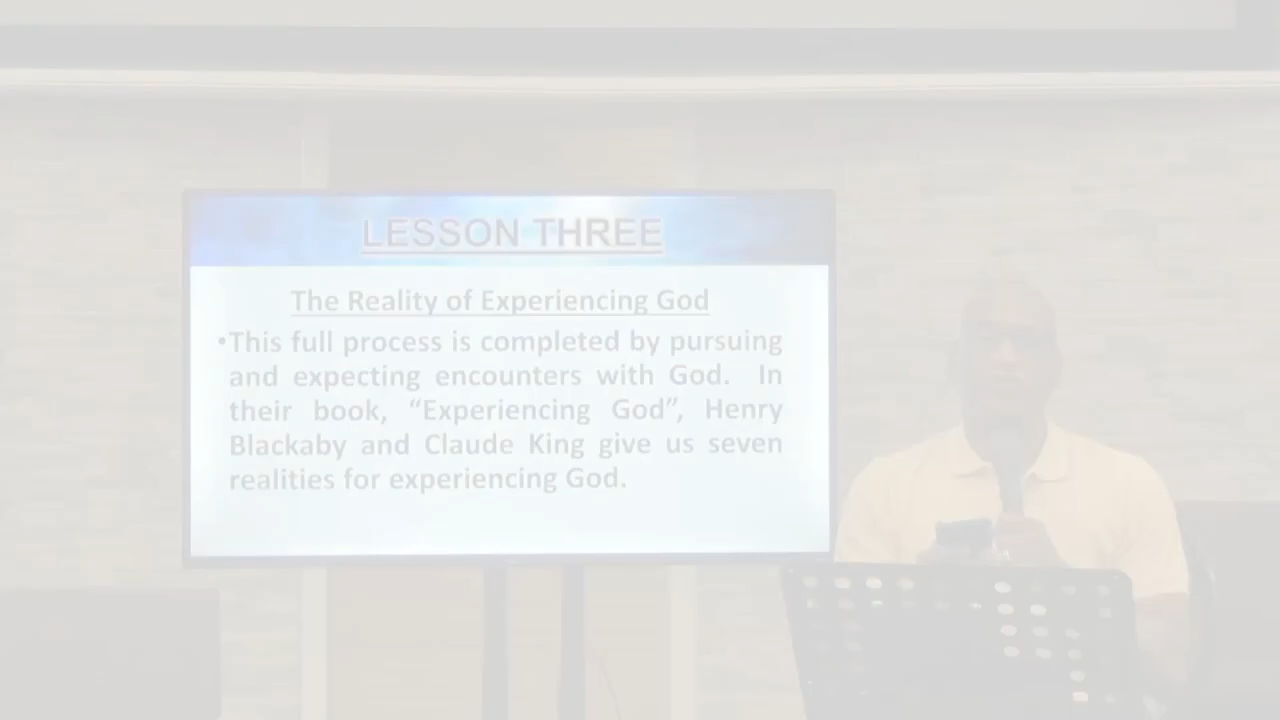 LESSON THREE
The Reality of Experiencing God
•This full process is completed by pursuing
and expecting encounters with God. In
their book, “Experiencing God”, Henry
Blackaby and Claude King give us seven
realities for experiencing God.